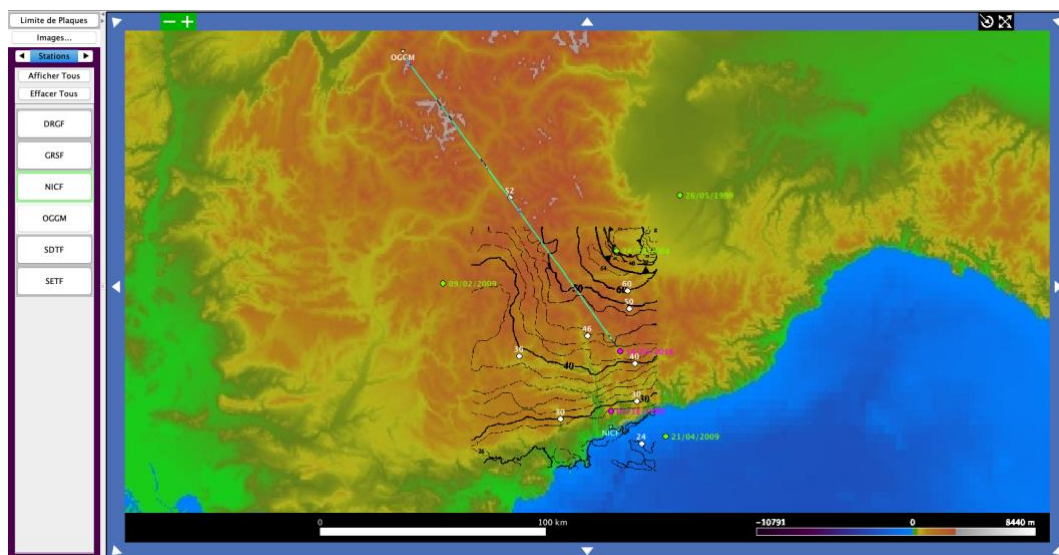 Limite de Plaques
Images...
Stations
Afficher Tous
Effacer Tous
DRGF
GRSF
NICF
OGGM
SDTF
SETF
OGGM
52
26/05/1999
09/02/2009
60
50
46
36
40
40
30
30
24
21/04/2009
0
100 km
-10791
0
8440 m